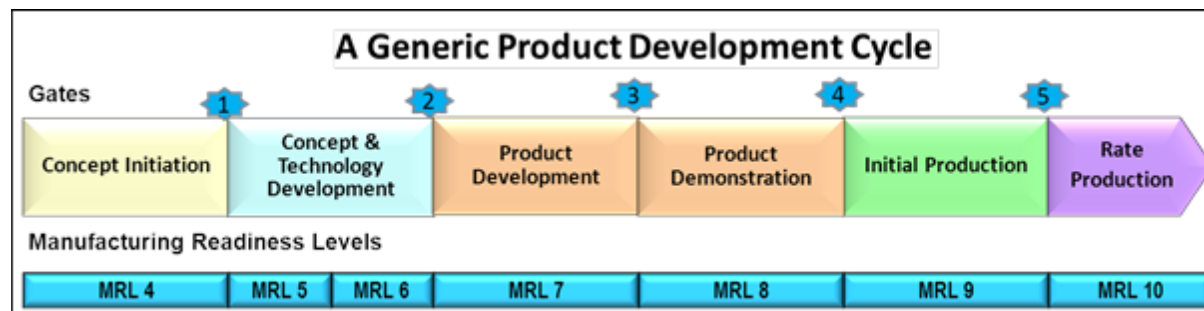 A Generic Product Development Cycle
Gates
1
2
3
4
5
Concept Initiation
Concept &
Technology
Development
Product
Development
Product
Demonstration
Initial Production
Rate
Production
Manufacturing Readiness Levels
MRL 4
MRL 5
MRL 6
MRL 7
MRL 8
MRL 9
MRL 10